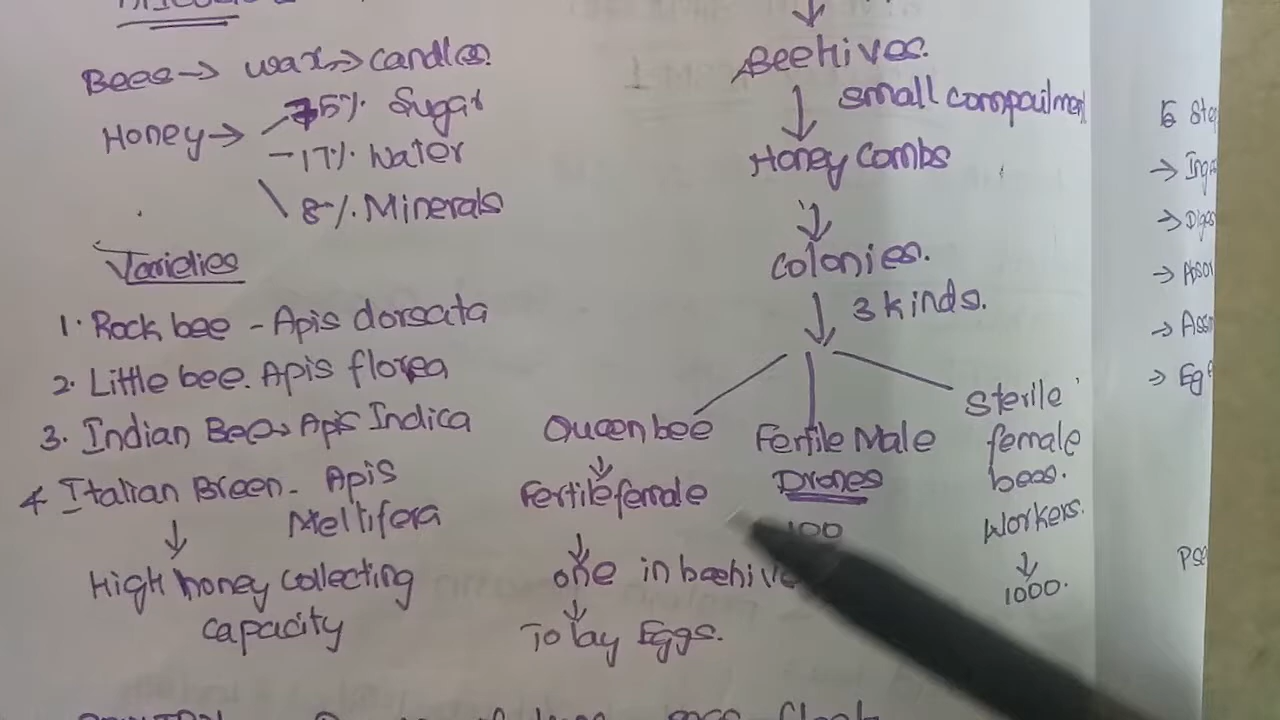 Bees → wax → candles.
Honey → 75% Sugar
- 17% Water
8% Minerals
Varieties
1. Rock bee - Apis dorsata
2. Little bee. Apis florea
3. Indian Bee → Apis Indica
4 Italian Breen - Apis
Mellifera
↓
High honey collecting
capacity
↓
Beehives.
↓ small compailment
Honey Combs
↓
Colonies.
↓ 3 kinds.
Queen bee
↓
Fertile female
↓
one in beehive
↓
To lay Eggs.
Fertile Male
Drones
100
Sterile
female
bees.
Workers.
↓
1000.
→
→
→
→
→